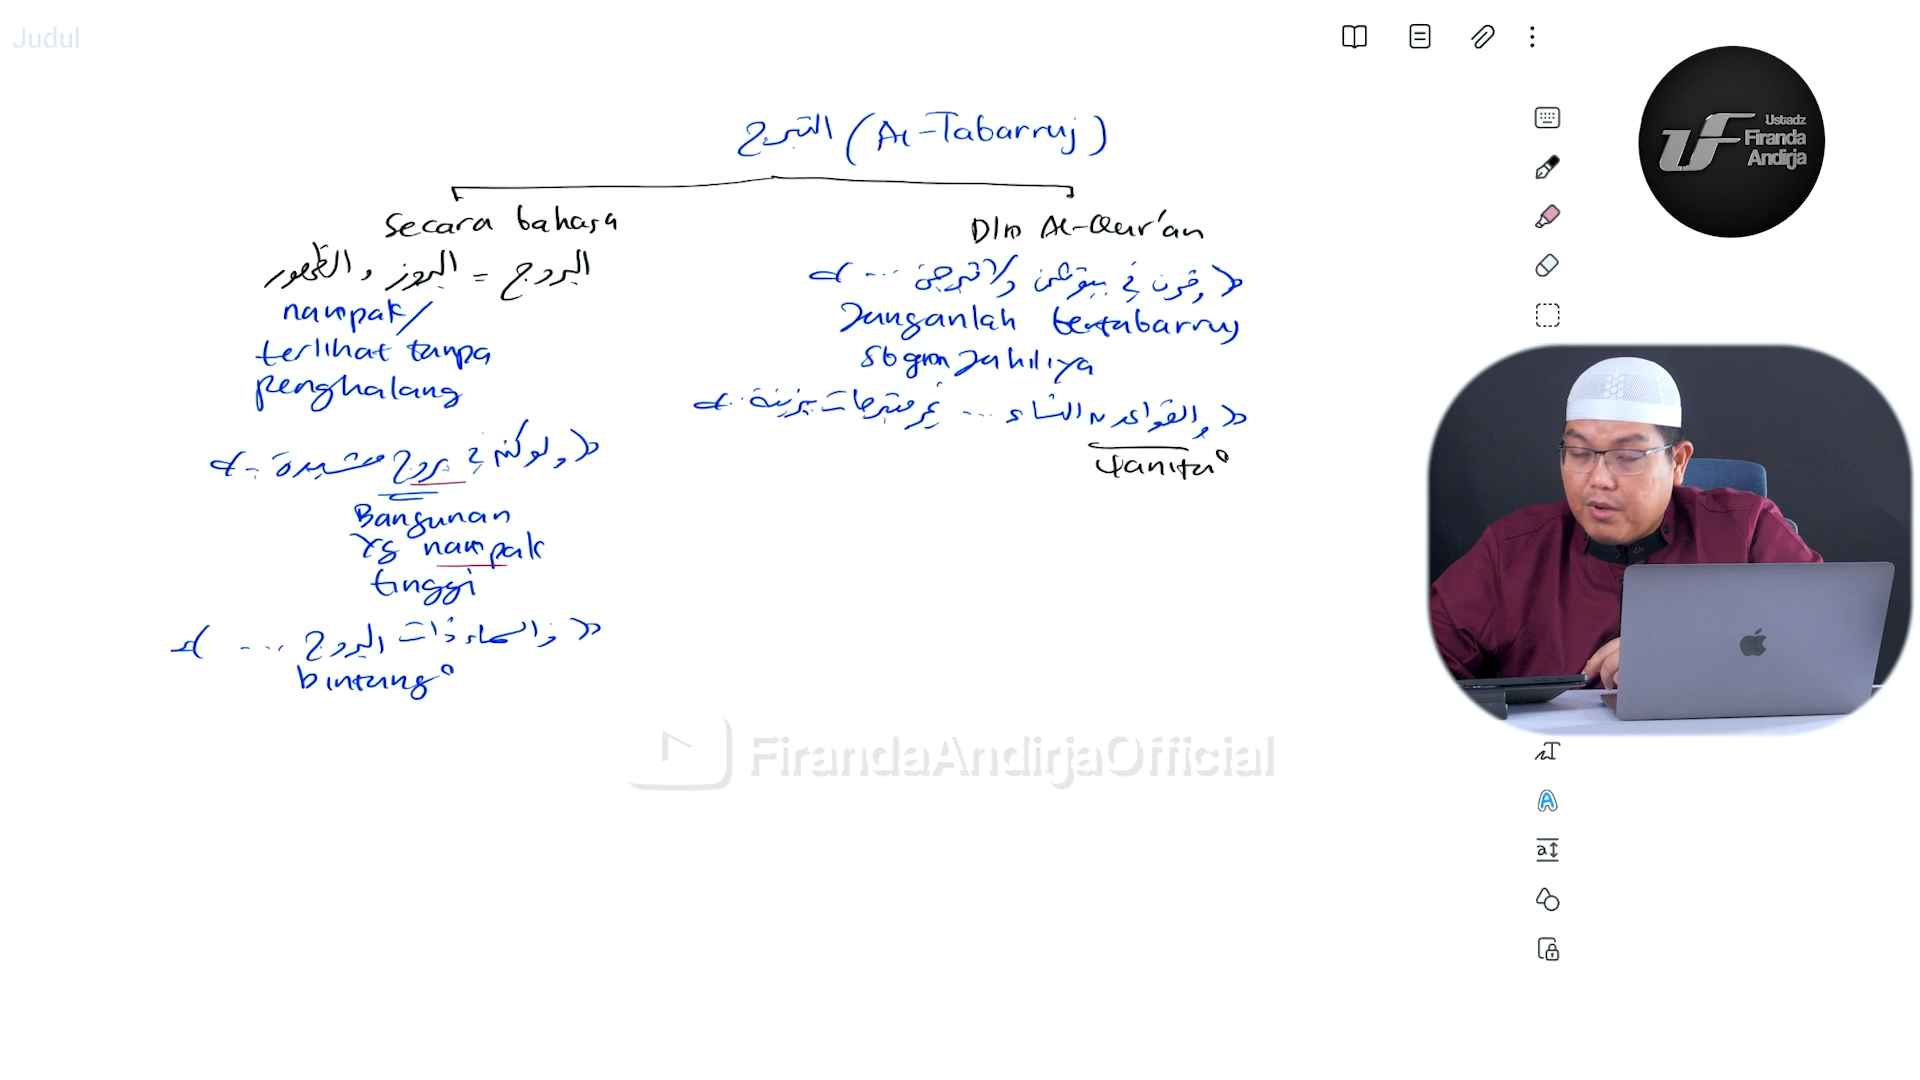 Judul
التبرج (At-Tabarruj)
Secara bahasa
البروج = البروز و الظهور
nampak/
terlihat tanpa
penghalang
« ولو كنتم في بروج مشيدة »
Bangunan
Yg nampak
tinggi
« والسماء ذات البروج ... »
bintang²
Dlm Al-Qur'an
« وقرن في بيوتكن ولا تبرجن ... »
Janganlah bertabarruj
sbgmn Jahiliya
« والقواعد من النساء ... غير متبرجات بزينة »
Wanita²
Ustadz
Firanda
Andirja
FirandaAndirjaOfficial